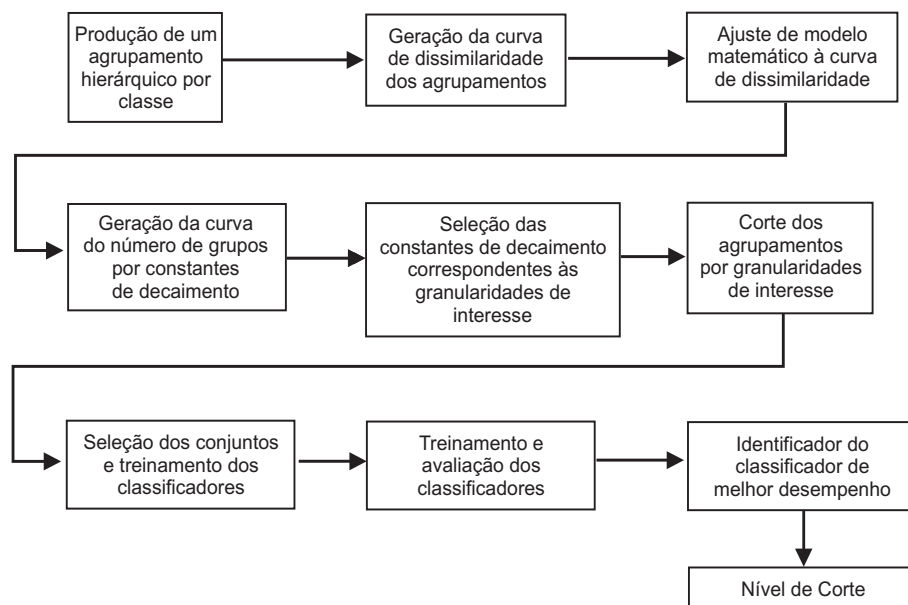 Produção de um
agrupamento
hierárquico por
classe
Geração da curva
de dissimilaridade
dos agrupamentos
Ajuste de modelo
matemático à curva
de dissimilaridade
Geração da curva
do número de grupos
por constantes
de decaimento
Seleção das
constantes de decaimento
correspondentes às
granularidades de
interesse
Corte dos
agrupamentos
por granularidades
de interesse
Seleção dos conjuntos
e treinamento dos
classificadores
Treinamento e
avaliação dos
classificadores
Identificador do
classificador de
melhor desempenho
Nível de Corte